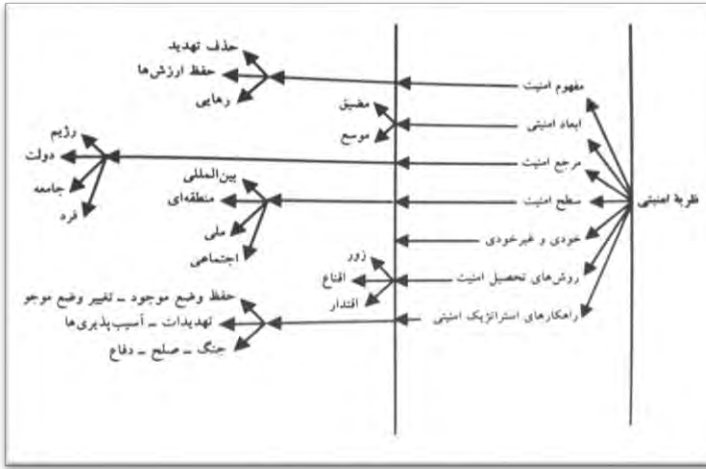 نظریهٔ امنیتی
مفهوم امنیت
ابعاد امنیتی
مرجع امنیت
سطح امنیت
خودی و غیرخودی
روش‌های تحصیل امنیت
راهکارهای استراتژیک امنیتی
حذف تهدید
حفظ ارزش‌ها
رهایی
مضیق
موسع
رژیم
دولت
جامعه
فرد
بین‌المللی
منطقه‌ای
ملی
اجتماعی
زور
اقناع
اقتدار
حفظ وضع موجود ـ تغییر وضع موجو
تهدیدات ـ آسیب‌پذیری‌ها
جنگ ـ صلح ـ دفاع